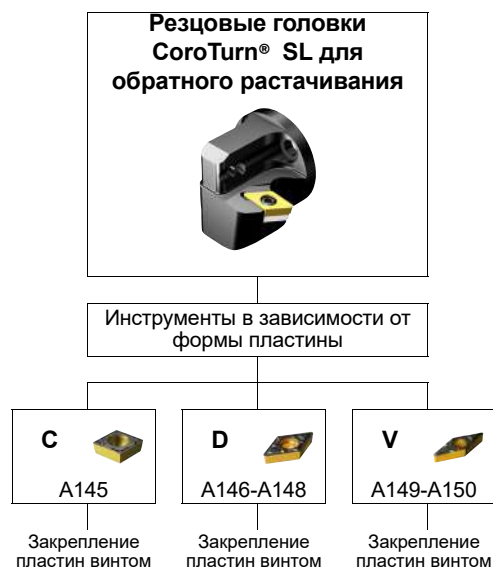 Резцовые головки
CoroTurn® SL для
обратного растачивания
Инструменты в зависимости от
формы пластины
C
A145
D
A146-A148
V
A149-A150
Закрепление
пластин винтом
Закрепление
пластин винтом
Закрепление
пластин винтом